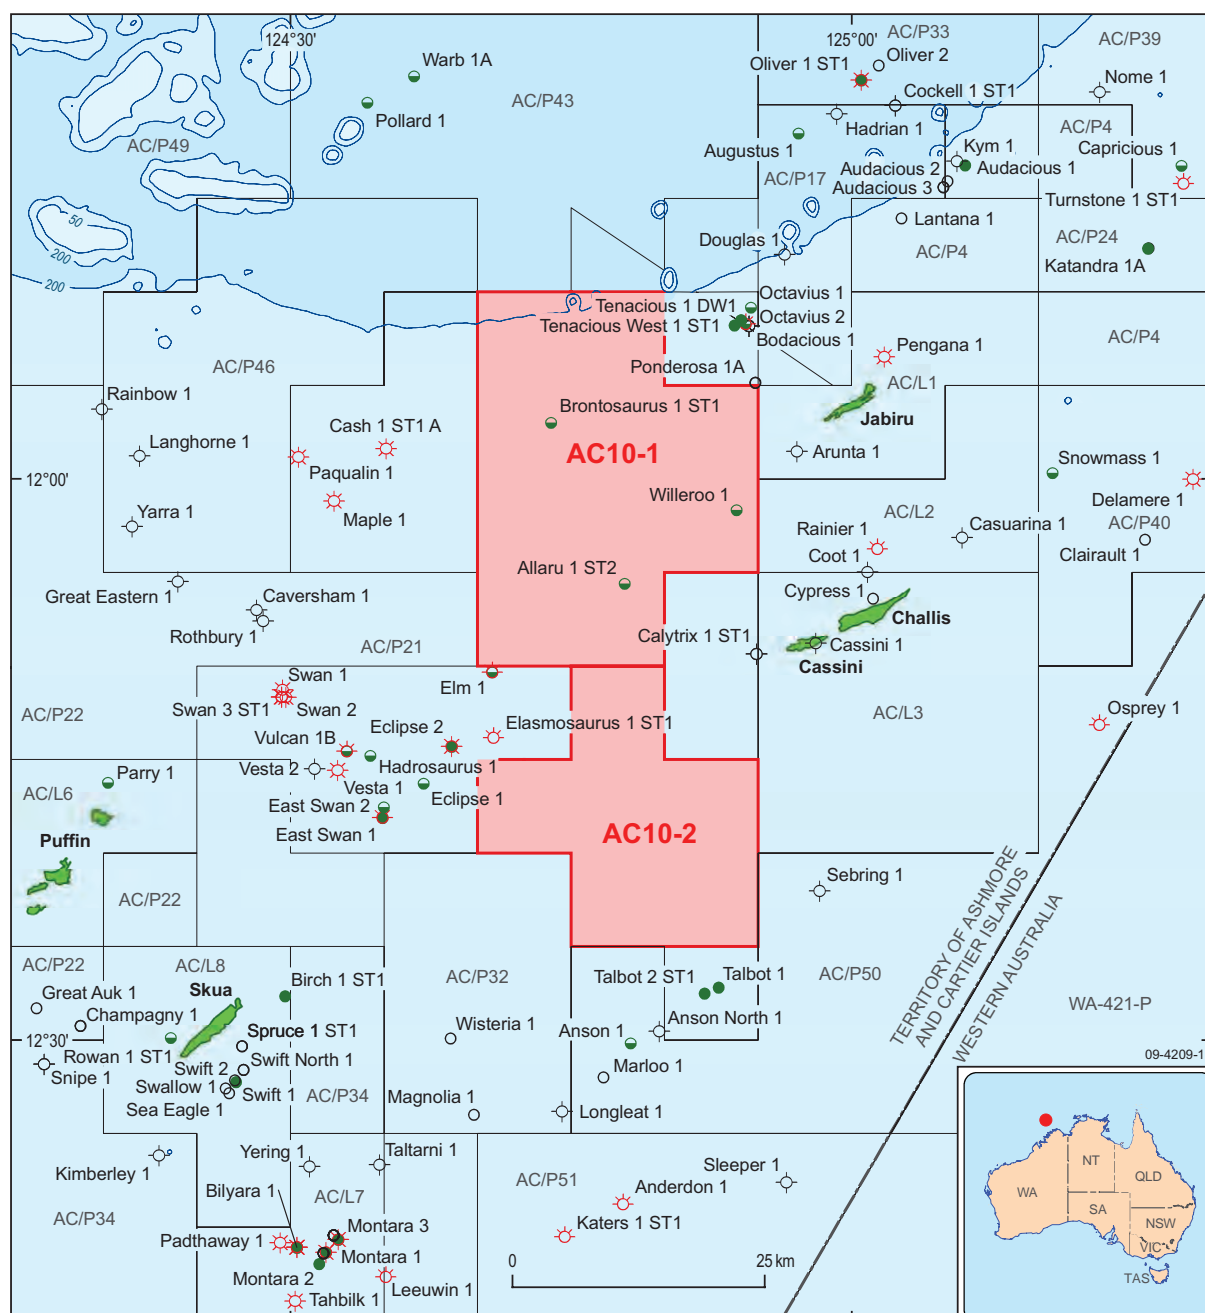 124°30'
125°00'
AC/P33
AC/P39
Oliver 2
Warb 1A
Oliver 1 ST1
Nome 1
AC/P43
Cockell 1 ST1
Pollard 1
Hadrian 1
AC/P4
AC/P49
Augustus 1
Kym 1
Capricious 1
Audacious 2
Audacious 1
AC/P17
Audacious 3
Turnstone 1 ST1
50
Lantana 1
AC/P24
200
Douglas 1
AC/P4
Katandra 1A
200
Octavius 1
Tenacious 1 DW1
Octavius 2
Tenacious West 1 ST1
Bodacious 1
AC/P4
Pengana 1
AC/P46
Ponderosa 1A
AC/L1
Rainbow 1
Brontosaurus 1 ST1
Jabiru
Cash 1 ST1 A
Langhorne 1
AC10-1
Arunta 1
Snowmass 1
Paqualin 1
12°00'
Willeroo 1
Delamere 1
Yarra 1
Maple 1
AC/L2
Casuarina 1
AC/P40
Rainier 1
Coot 1
Clairault 1
Allaru 1 ST2
Great Eastern 1
Caversham 1
Cypress 1
Challis
Rothbury 1
AC/P21
Calytrix 1 ST1
Cassini 1
Cassini
Swan 1
Elm 1
AC/P22
Swan 3 ST1
Swan 2
AC/L3
Osprey 1
Eclipse 2
Elasmosaurus 1 ST1
Vulcan 1B
Vesta 2
Hadrosaurus 1
Parry 1
Vesta 1
AC/L6
Eclipse 1
East Swan 2
East Swan 1
Puffin
AC10-2
Sebring 1
AC/P22
TERRITORY OF ASHMORE
AND CARTIER ISLANDS
WESTERN AUSTRALIA
AC/P22
AC/L8
AC/P32
AC/P50
Skua
Birch 1 ST1
Talbot 2 ST1
Talbot 1
Great Auk 1
WA-421-P
Champagny 1
Spruce 1 ST1
Wisteria 1
Anson 1
Anson North 1
12°30'
Rowan 1 ST1
Swift North 1
09-4209-1
Snipe 1
Swift 2
Marloo 1
Swallow 1
Swift 1
Sea Eagle 1
AC/P34
Magnolia 1
Longleat 1
Yering 1
Taltarni 1
Kimberley 1
Sleeper 1
AC/P51
Bilyara 1
AC/L7
Anderdon 1
AC/P34
Montara 3
Katers 1 ST1
Padthaway 1
Montara 1
0
25 km
Montara 2
Leeuwin 1
Tahbilk 1
NT
QLD
WA
SA
NSW
VIC
TAS